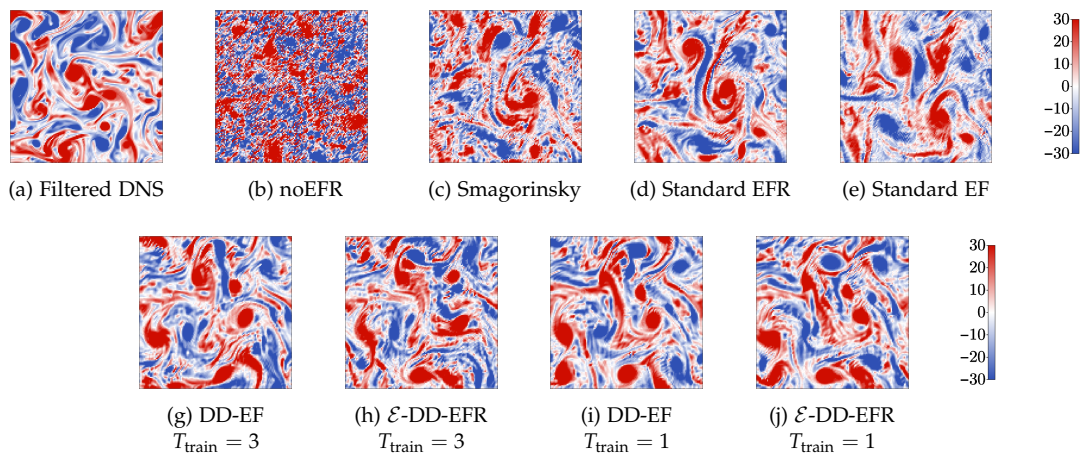 30
20
10
0
−10
−20
−30
(a) Filtered DNS
(b) noEFR
(c) Smagorinsky
(d) Standard EFR
(e) Standard EF
30
20
10
0
−10
−20
−30
(g) DD-EF
T_train = 3
(h) ℰ-DD-EFR
T_train = 3
(i) DD-EF
T_train = 1
(j) ℰ-DD-EFR
T_train = 1